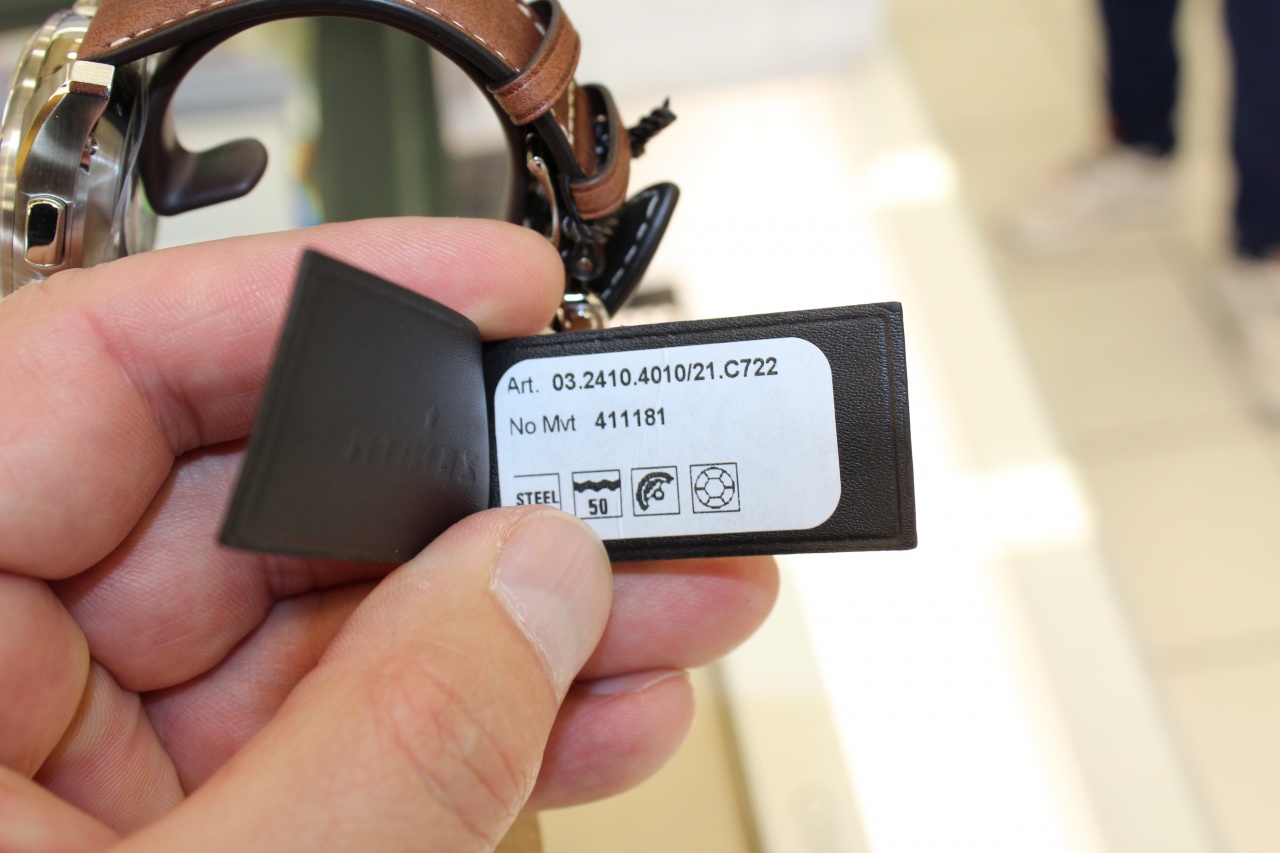 Art. 03.2410.4010/21.C722
No Mvt 411181
STEEL
50